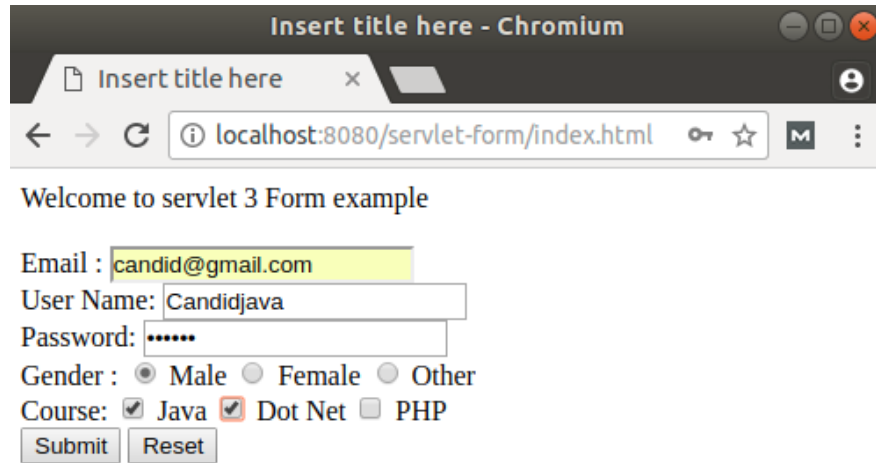 Insert title here - Chromium
Insert title here
localhost:8080/servlet-form/index.html
Welcome to servlet 3 Form example
Email : candid@gmail.com
User Name: Candidjava
Password: ••••••
Gender : Male Female Other
Course: Java Dot Net PHP
Submit Reset